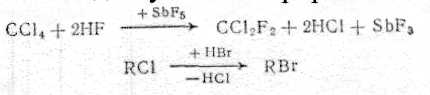 + SbF₅
CCl₄ + 2HF ⟶ CCl₂F₂ + 2HCl + SbF₃
+ HBr
RCl ⟶ RBr
—HCl